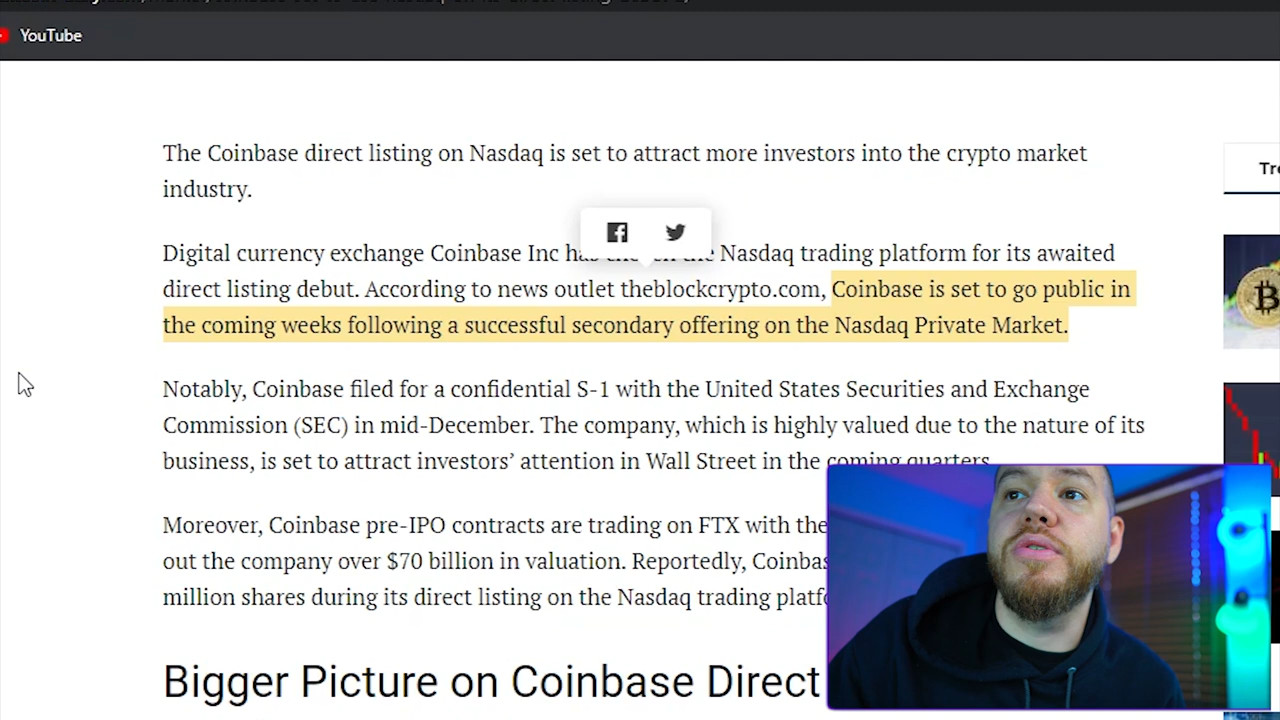 YouTube
The Coinbase direct listing on Nasdaq is set to attract more investors into the crypto market
industry.
Digital currency exchange Coinbase Inc has the Nasdaq trading platform for its awaited
direct listing debut. According to news outlet theblockcrypto.com, Coinbase is set to go public in
the coming weeks following a successful secondary offering on the Nasdaq Private Market.
Notably, Coinbase filed for a confidential S-1 with the United States Securities and Exchange
Commission (SEC) in mid-December. The company, which is highly valued due to the nature of its
business, is set to attract investors’ attention in Wall Street in the coming quarters.
Moreover, Coinbase pre-IPO contracts are trading on FTX with the
out the company over $70 billion in valuation. Reportedly,
million shares during its direct listing on the Nasdaq trading
Bigger Picture on Coinbase Direct